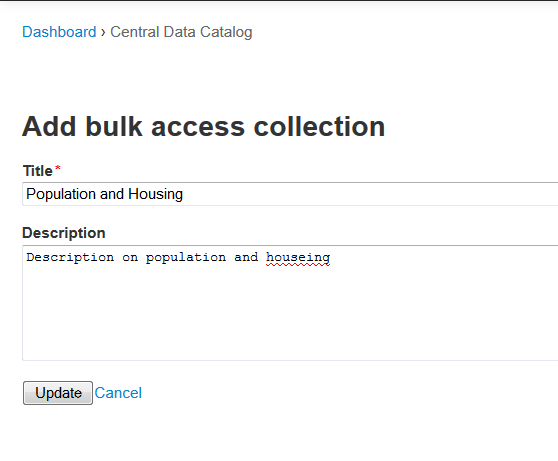 Dashboard › Central Data Catalog
Add bulk access collection
Title*
Population and Housing
Description
Description on population and houseing
Update Cancel